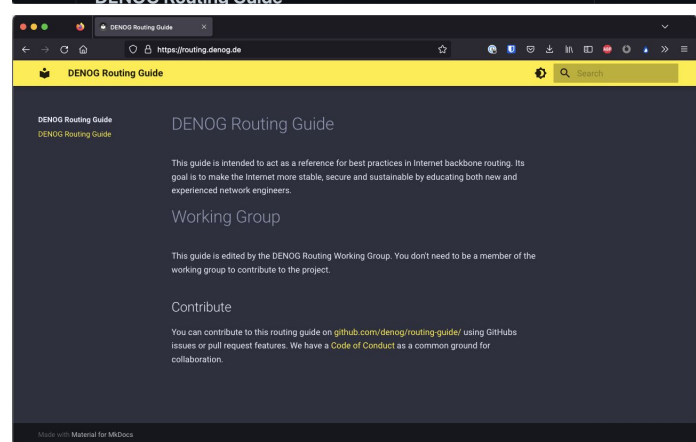 DENOG Routing Guide
DENOG Routing Guide
https://routing.denog.de
DENOG Routing Guide
Search
DENOG Routing Guide
DENOG Routing Guide
DENOG Routing Guide
This guide is intended to act as a reference for best practices in Internet backbone routing. Its
goal is to make the Internet more stable, secure and sustainable by educating both new and
experienced network engineers.
Working Group
This guide is edited by the DENOG Routing Working Group. You don't need to be a member of the
working group to contribute to the project.
Contribute
You can contribute to this routing guide on github.com/denog/routing-guide/ using GitHubs
issues or pull request features. We have a Code of Conduct as a common ground for
collaboration.
Made with Material for MkDocs